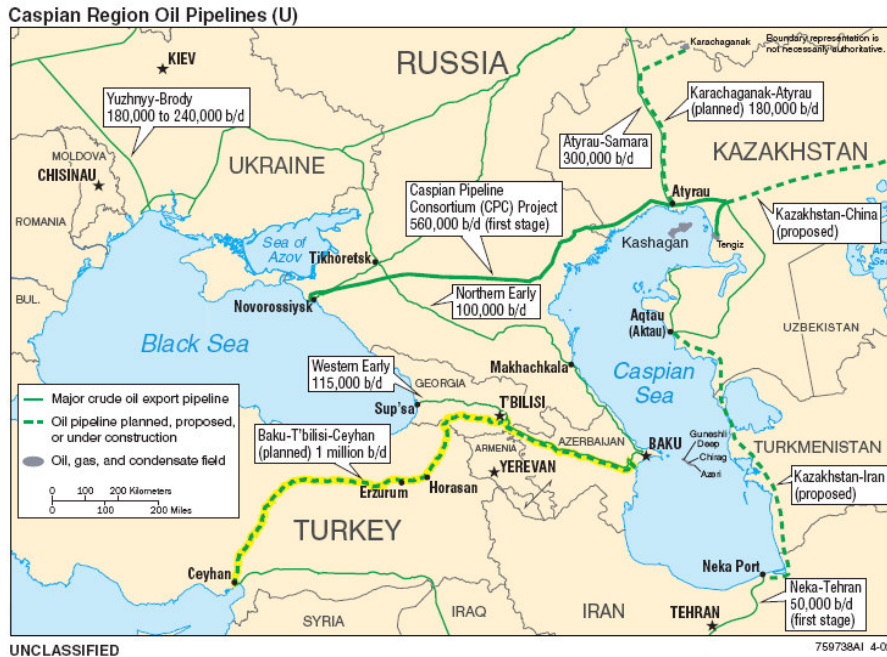 Caspian Region Oil Pipelines (U)
Boundary representation is
not necessarily authoritative.
Karachaganak
KIEV
RUSSIA
Yuzhnyy-Brody
180,000 to 240,000 b/d
Karachaganak-Atyrau
(planned) 180,000 b/d
Atyrau-Samara
300,000 b/d
MOLDOVA
CHISINAU
UKRAINE
KAZAKHSTAN
Caspian Pipeline
Consortium (CPC) Project
560,000 b/d (first stage)
Atyrau
ROMANIA
Sea of
Azov
Tikhoretsk
Kashagan
Tengiz
Kazakhstan-China
(proposed)
BUL.
Novorossiysk
Northern Early
100,000 b/d
Aqtau
(Aktau)
UZBEKISTAN
Black Sea
Western Early
115,000 b/d
Makhachkala
Caspian
Sea
GEORGIA
T'BILISI
Sup'sa
Major crude oil export pipeline
Oil pipeline planned, proposed,
or under construction
Oil, gas, and condensate field
0 100 200 Kilometers
0 100 200 Miles
Baku-T'bilisi-Ceyhan
(planned) 1 million b/d
ARMENIA
AZERBAIJAN
BAKU
Guneshli
Deep
Chirag
Azeri
TURKMENISTAN
YEREVAN
Erzurum
Horasan
Kazakhstan-Iran
(proposed)
TURKEY
Ceyhan
Neka Port
Neka-Tehran
50,000 b/d
(first stage)
SYRIA
IRAQ
IRAN
TEHRAN
UNCLASSIFIED
759738AI 4-02